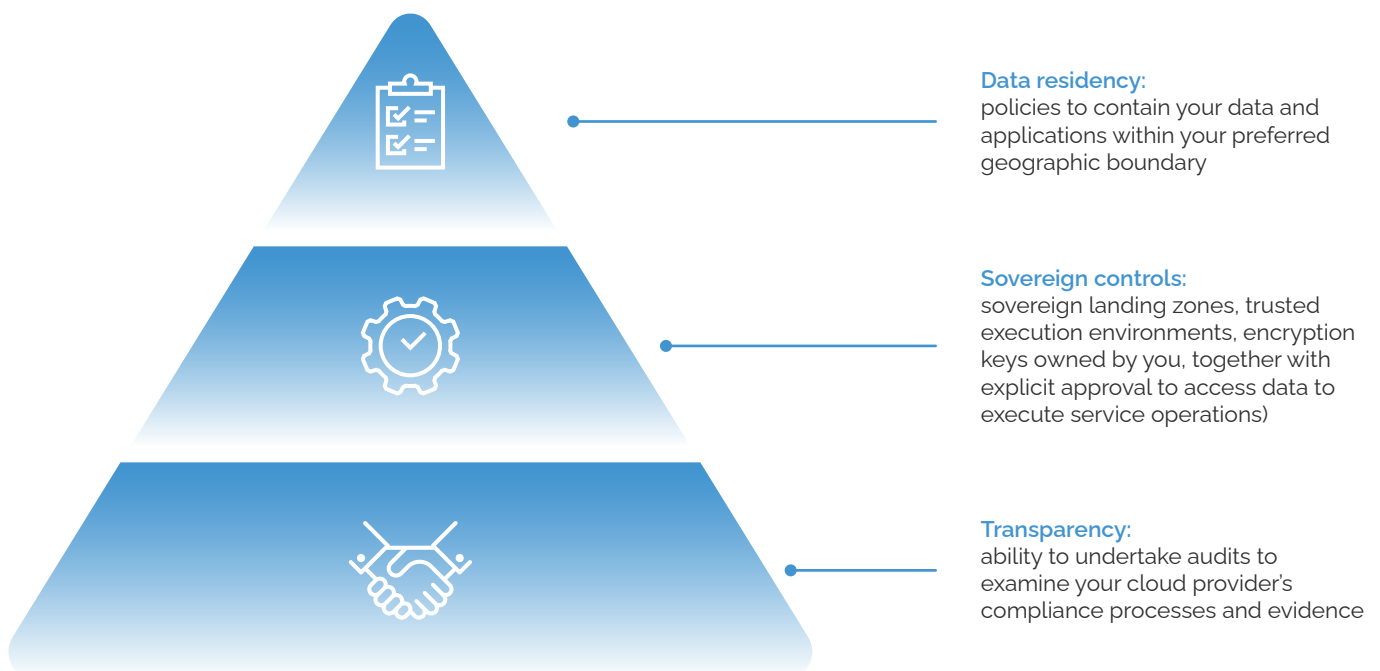 Data residency:
policies to contain your data and
applications within your preferred
geographic boundary
Sovereign controls:
sovereign landing zones, trusted
execution environments, encryption
keys owned by you, together with
explicit approval to access data to
execute service operations)
Transparency:
ability to undertake audits to
examine your cloud provider's
compliance processes and evidence